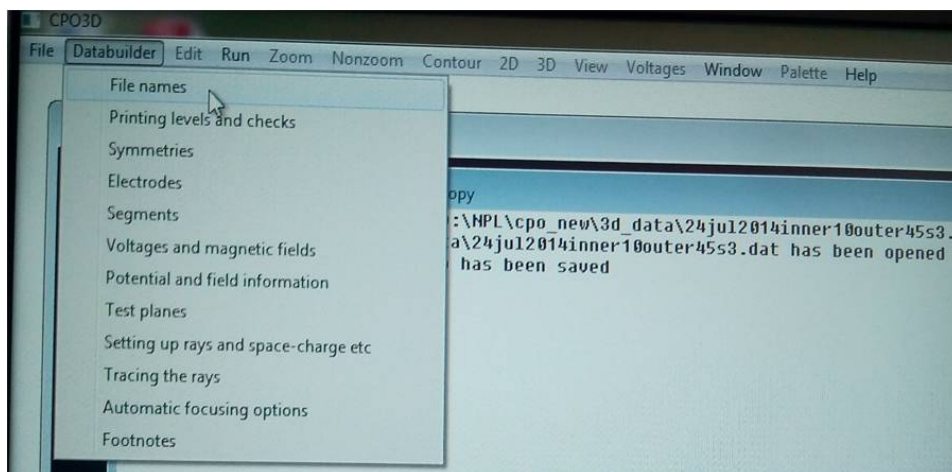 CPO3D
File Databuilder Edit Run Zoom Nonzoom Contour 2D 3D View Voltages Window Palette Help
File names
Printing levels and checks
Symmetries
Electrodes
Segments
Voltages and magnetic fields
Potential and field information
Test planes
Setting up rays and space-charge etc
Tracing the rays
Automatic focusing options
Footnotes
opy
:\NPL\cpo_new\3d_data\24jul2014inner10outer45s3.
a\24jul2014inner10outer45s3.dat has been opened
has been saved